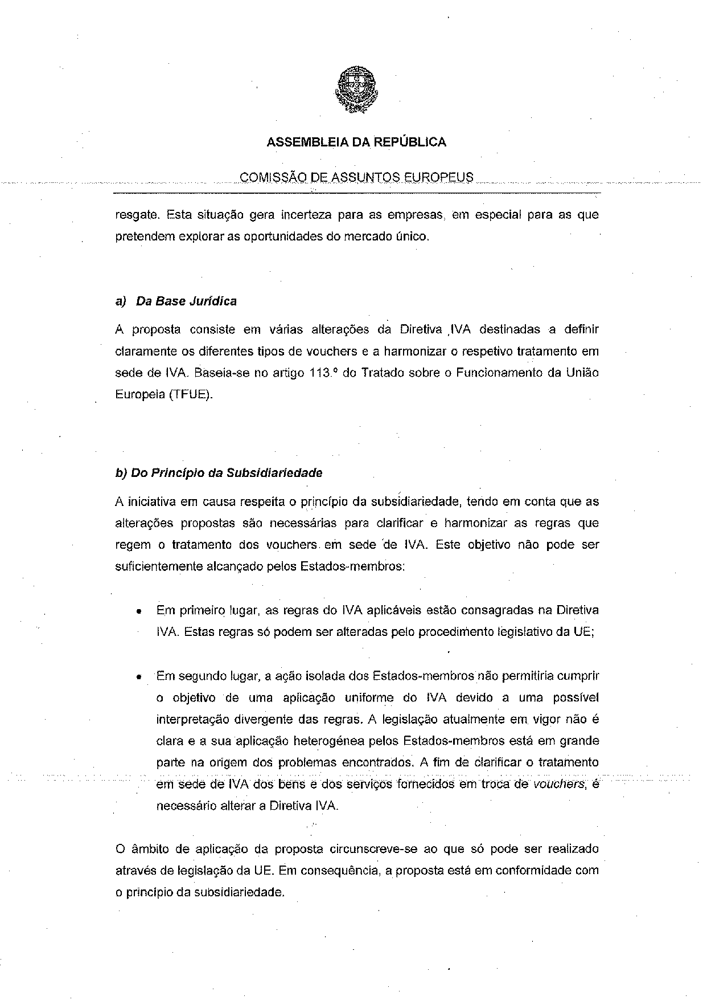 ASSEMBLEIA DA REPÚBLICA
COMISSÃO DE ASSUNTOS EUROPEUS
resgate. Esta situação gera incerteza para as empresas, em especial para as que
pretendem explorar as oportunidades do mercado único.
a) Da Base Jurídica
A proposta consiste em várias alterações da Diretiva IVA destinadas a definir
claramente os diferentes tipos de vouchers e a harmonizar o respetivo tratamento em
sede de IVA. Baseia-se no artigo 113.º do Tratado sobre o Funcionamento da União
Europeia (TFUE).
b) Do Princípio da Subsidiariedade
A iniciativa em causa respeita o princípio da subsidiariedade, tendo em conta que as
alterações propostas são necessárias para clarificar e harmonizar as regras que
regem o tratamento dos vouchers em sede de IVA. Este objetivo não pode ser
suficientemente alcançado pelos Estados-membros:
• Em primeiro lugar, as regras do IVA aplicáveis estão consagradas na Diretiva
IVA. Estas regras só podem ser alteradas pelo procedimento legislativo da UE;
• Em segundo lugar, a ação isolada dos Estados-membros não permitiria cumprir
o objetivo de uma aplicação uniforme do IVA devido a uma possível
interpretação divergente das regras. A legislação atualmente em vigor não é
clara e a sua aplicação heterogénea pelos Estados-membros está em grande
parte na origem dos problemas encontrados. A fim de clarificar o tratamento
em sede de IVA dos bens e dos serviços fornecidos em troca de vouchers, é
necessário alterar a Diretiva IVA.
O âmbito de aplicação da proposta circunscreve-se ao que só pode ser realizado
através de legislação da UE. Em consequência, a proposta está em conformidade com
o princípio da subsidiariedade.